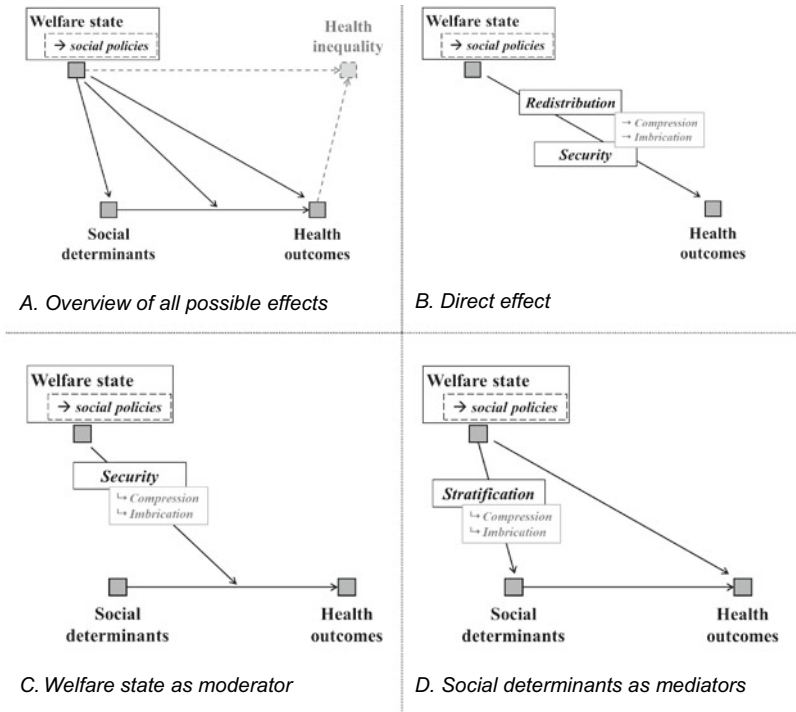 Welfare state
→ social policies
Health
inequality
Social
determinants
Health
outcomes
A. Overview of all possible effects
Welfare state
→ social policies
Redistribution
→ Compression
→ Imbrication
Security
Health
outcomes
B. Direct effect
Welfare state
→ social policies
Security
↳ Compression
↳ Imbrication
Social
determinants
Health
outcomes
C. Welfare state as moderator
Welfare state
→ social policies
Stratification
↳ Compression
↳ Imbrication
Social
determinants
Health
outcomes
D. Social determinants as mediators